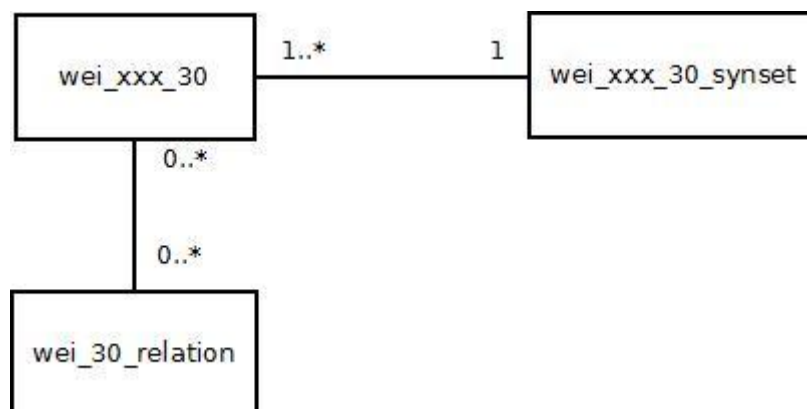 wei_xxx_30
1..*
1
wei_xxx_30_synset
0..*
0..*
wei_30_relation